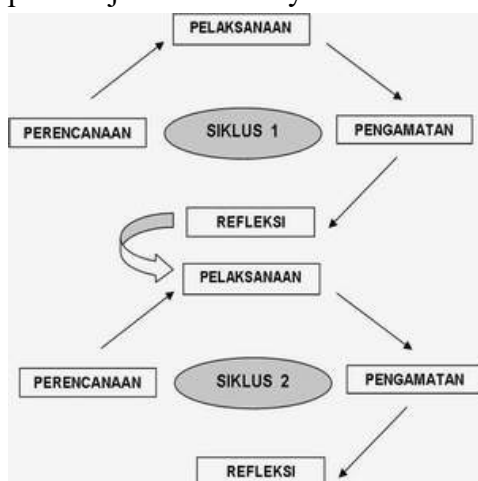 PELAKSANAAN
PERENCANAAN
SIKLUS 1
PENGAMATAN
REFLEKSI
PELAKSANAAN
PERENCANAAN
SIKLUS 2
PENGAMATAN
REFLEKSI